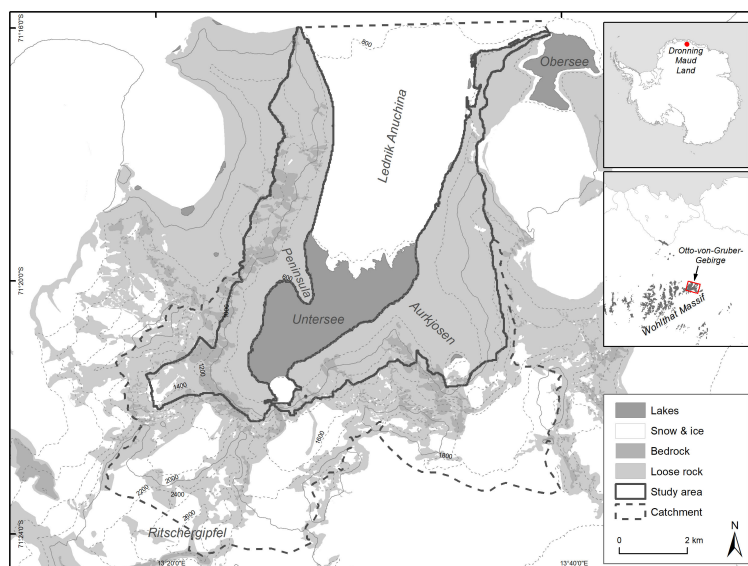 71°16'0"S
71°20'0"S
71°24'0"S
13°20'0"E
13°40'0"E
800
Obersee
Lednik Anuchina
Peninsula
800
Untersee
Aurkjosen
1200
1400
1600
1800
2000
2200
2400
2600
Ritschergipfel
Dronning
Maud
Land
Otto-von-Gruber-
Gebirge
Wohlthat Massif
Lakes
Snow & ice
Bedrock
Loose rock
Study area
Catchment
N
0 2 km